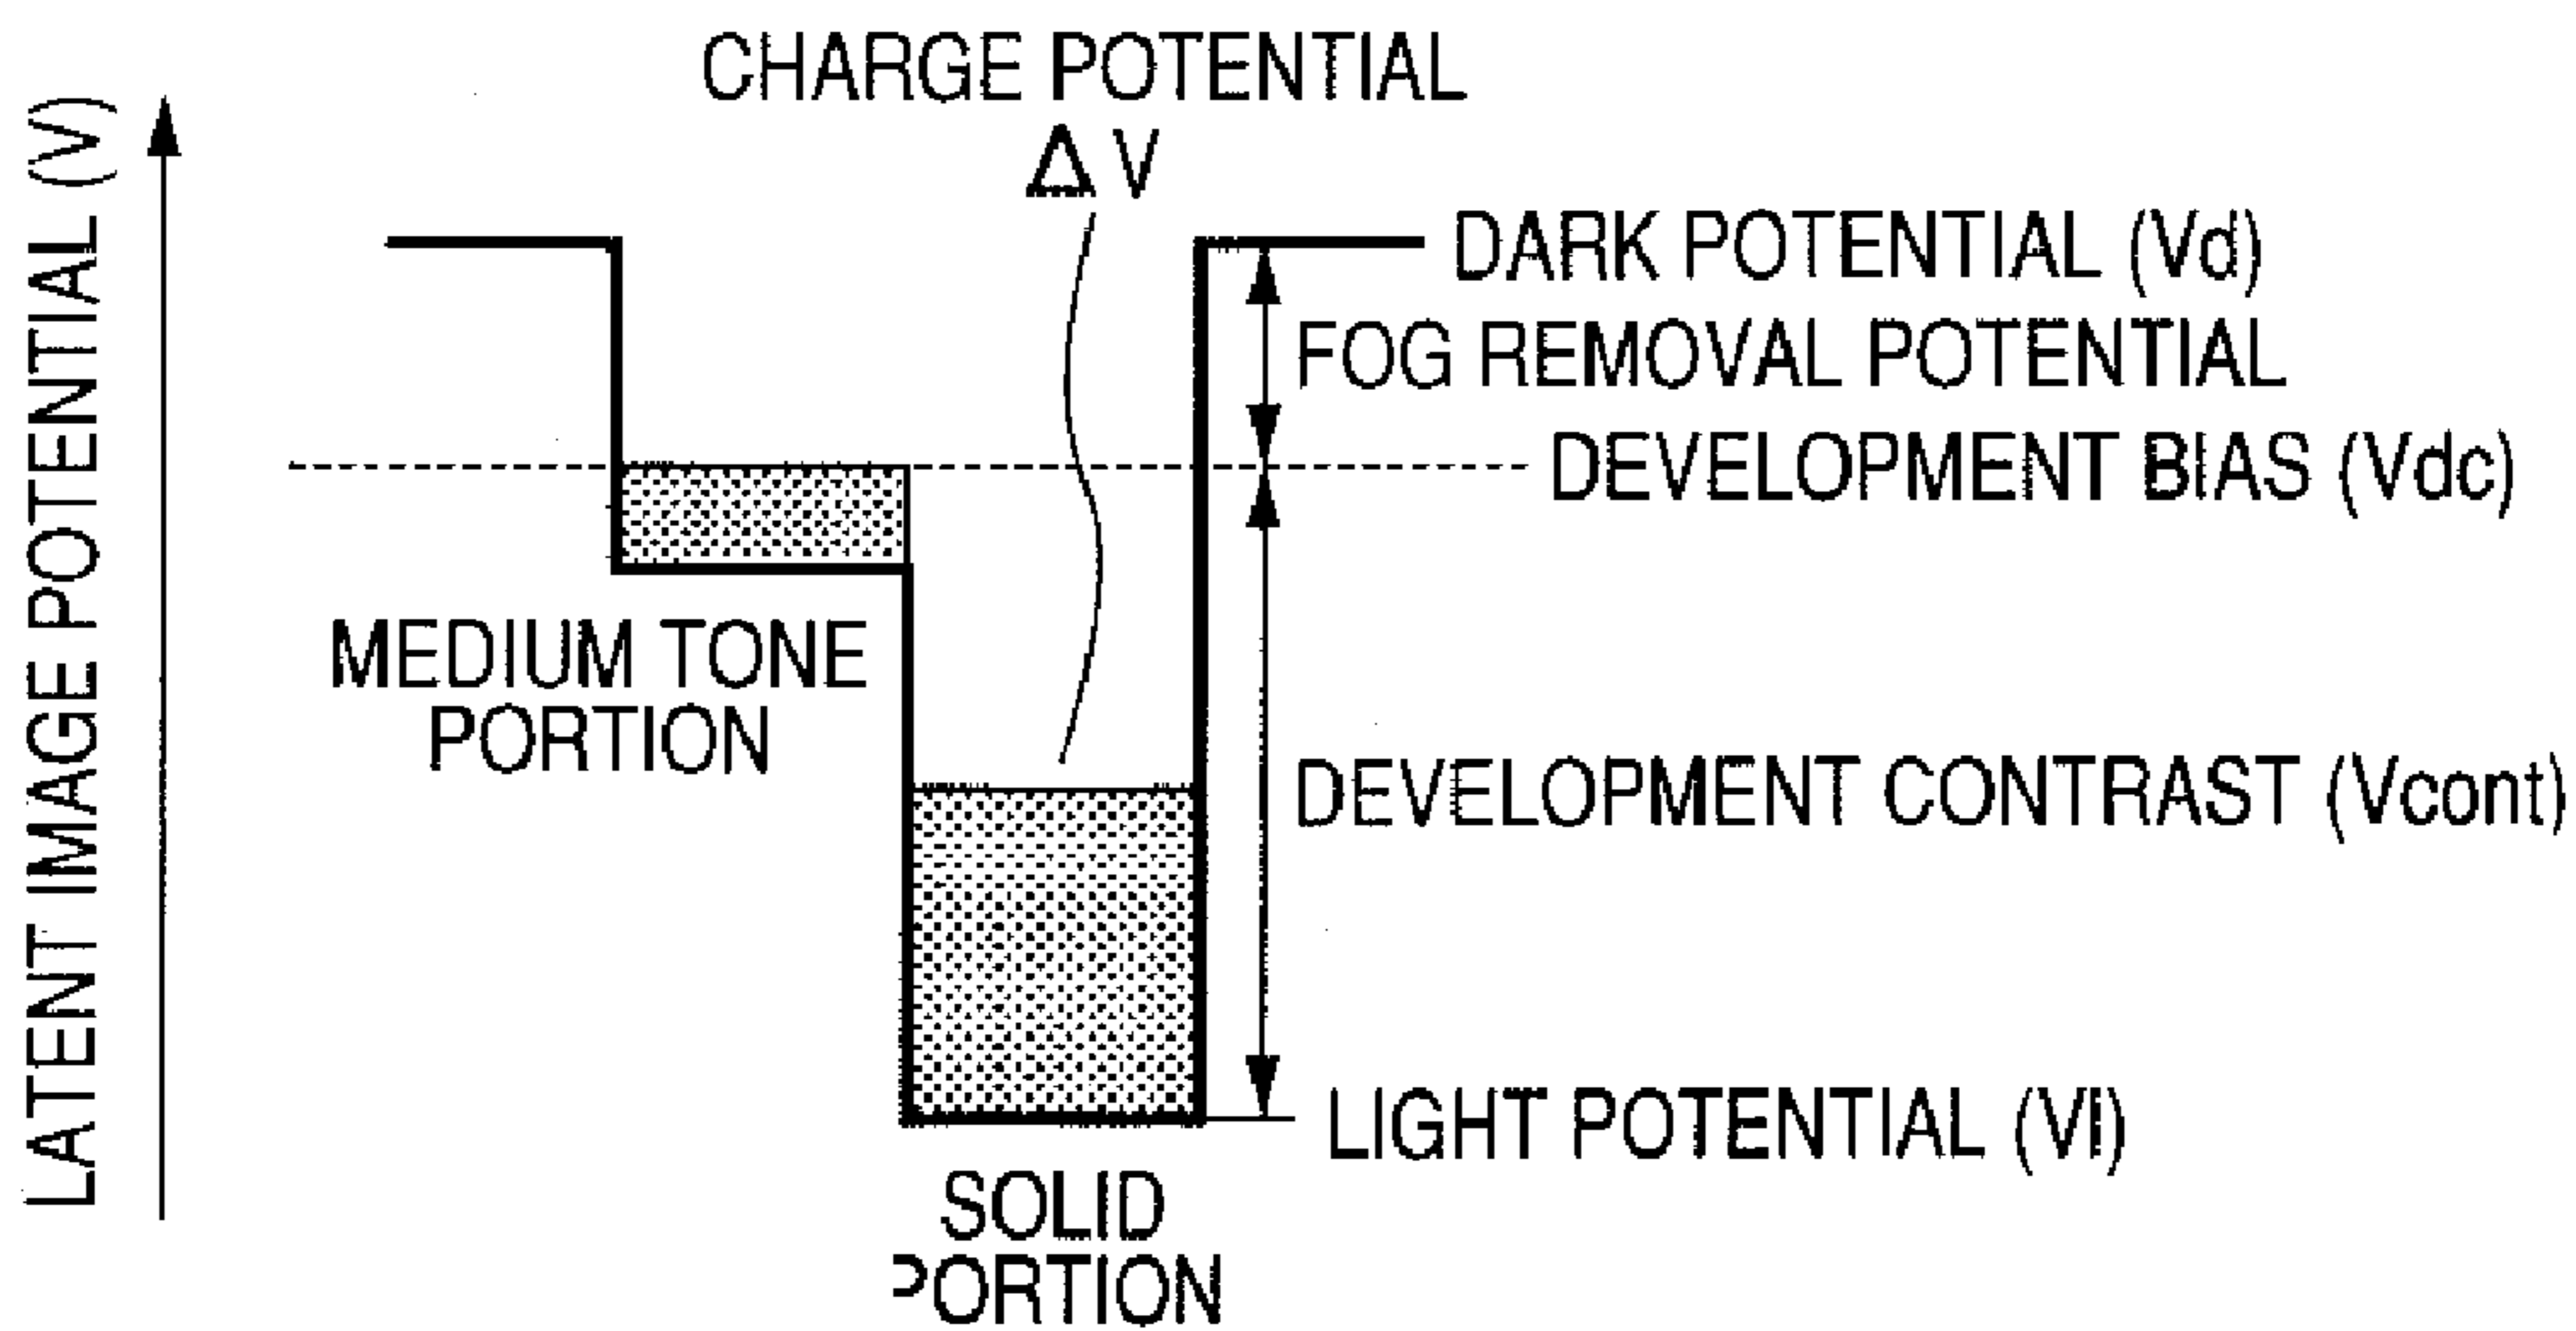 CHARGE POTENTIAL
Δ V
LATENT IMAGE POTENTIAL (V)
DARK POTENTIAL (Vd)
FOG REMOVAL POTENTIAL
DEVELOPMENT BIAS (Vdc)
MEDIUM TONE
PORTION
DEVELOPMENT CONTRAST (Vcont)
LIGHT POTENTIAL (Vl)
SOLID
PORTION